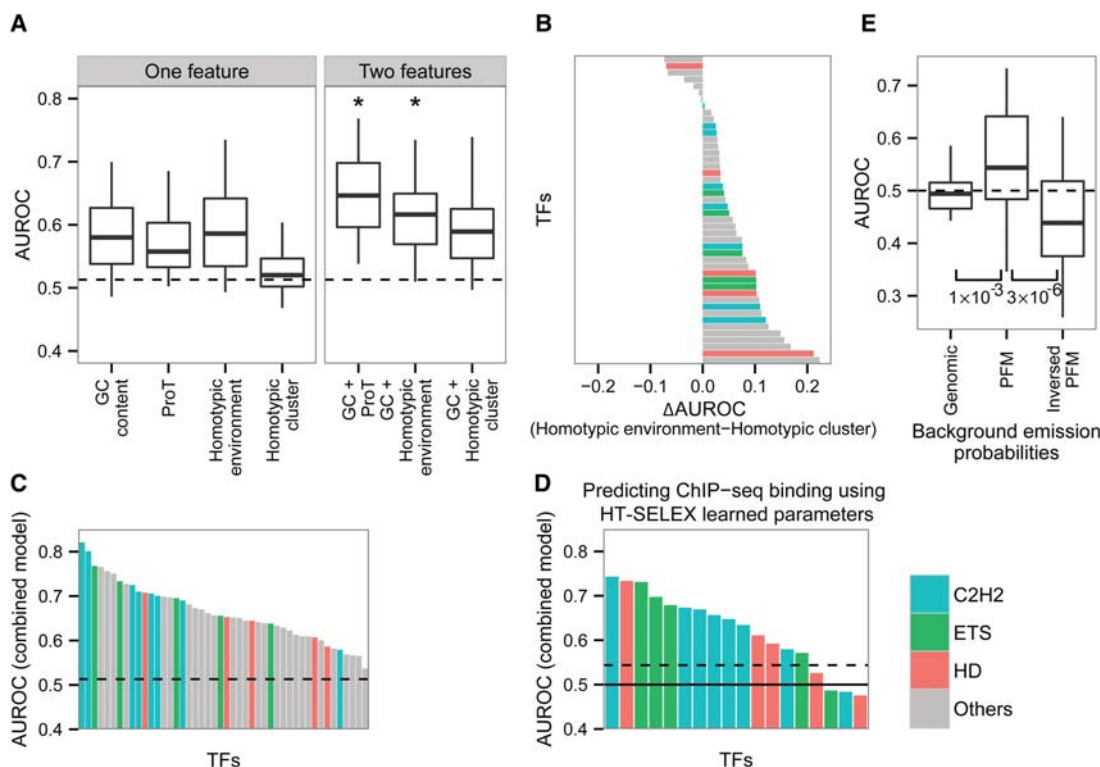 A
One feature
Two features
AUROC
0.8
0.7
0.6
0.5
0.4
*
*
GC
content
ProT
Homotypic
environment
Homotypic
cluster
GC +
ProT
GC +
Homotypic
environment
GC +
Homotypic
cluster
B
TFs
−0.2
−0.1
0.0
0.1
0.2
ΔAUROC
(Homotypic environment−Homotypic cluster)
E
AUROC
0.7
0.6
0.5
0.4
0.3
1×10⁻³
3×10⁻⁶
Genomic
PFM
Inversed
PFM
Background emission
probabilities
C
AUROC (combined model)
0.8
0.7
0.6
0.5
0.4
TFs
D
Predicting ChIP−seq binding using
HT-SELEX learned parameters
AUROC (combined model)
0.8
0.7
0.6
0.5
0.4
TFs
C2H2
ETS
HD
Others